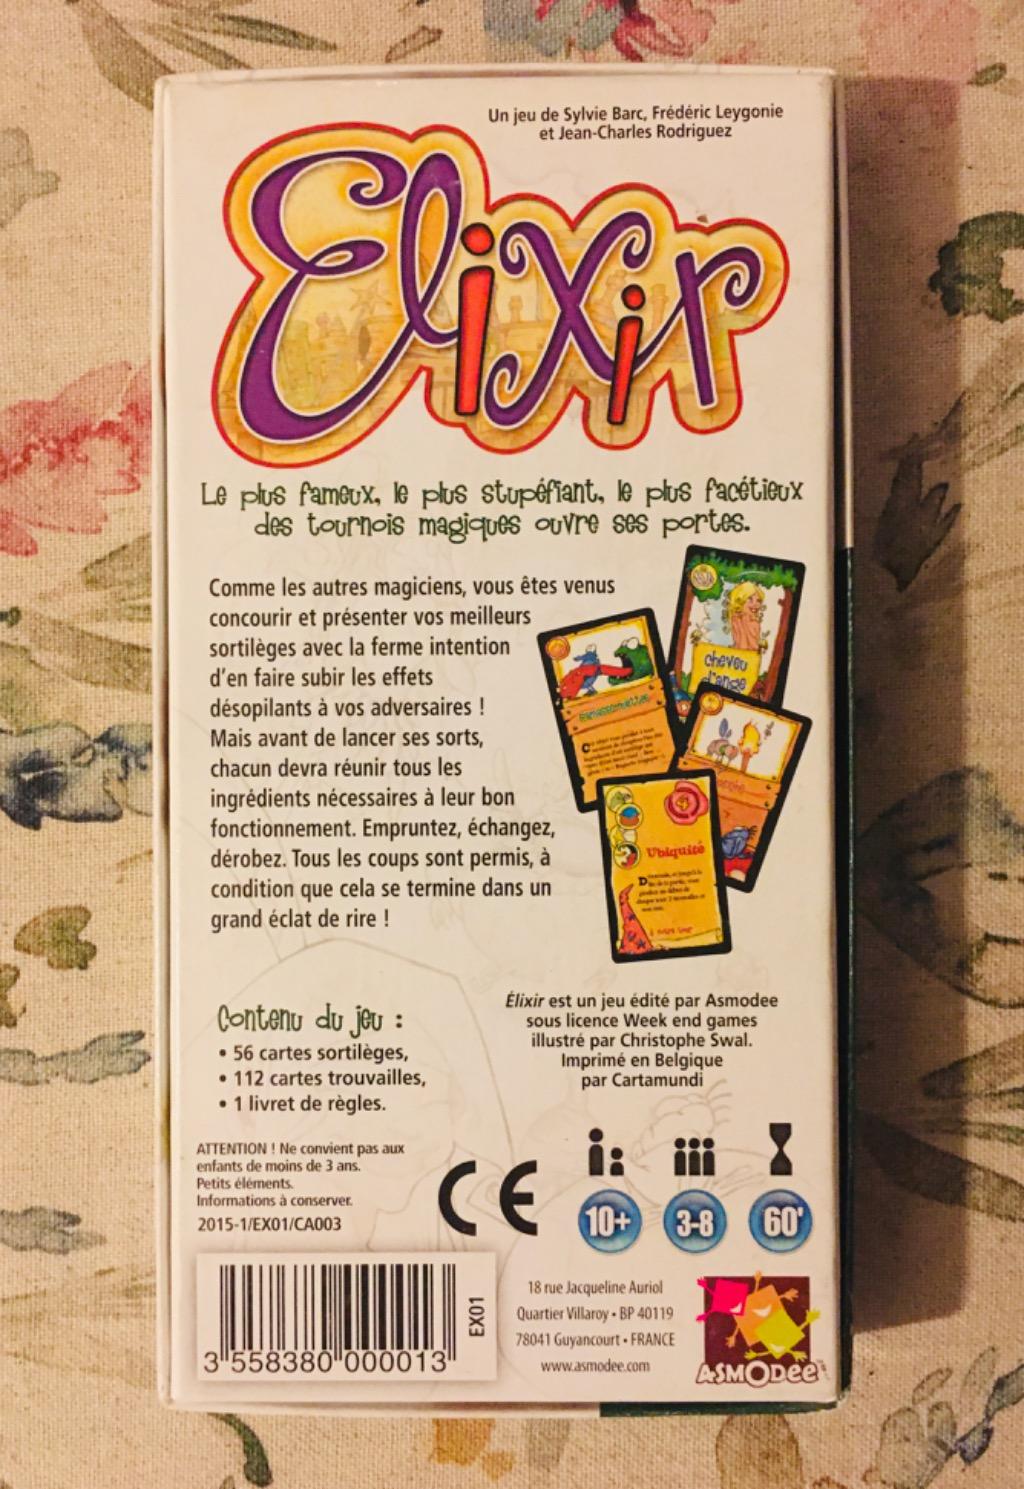 Un jeu de Sylvie Barc, Frédéric Leygonie
et Jean-Charles Rodriguez
Elixir
Le plus fameux, le plus stupéfiant, le plus facétieux
des tournois magiques ouvre ses portes.
Comme les autres magiciens, vous êtes venus
concourir et présenter vos meilleurs
sortilèges avec la ferme intention
d'en faire subir les effets
désopilants à vos adversaires !
Mais avant de lancer ses sorts,
chacun devra réunir tous les
ingrédients nécessaires à leur bon
fonctionnement. Empruntez, échangez,
dérobez. Tous les coups sont permis, à
condition que cela se termine dans un
grand éclat de rire !
cheveu
d'ange
Ubiquité
Contenu du jeu :
• 56 cartes sortilèges,
• 112 cartes trouvailles,
• 1 livret de règles.
Élixir est un jeu édité par Asmodee
sous licence Week end games
illustré par Christophe Swal.
Imprimé en Belgique
par Cartamundi
ATTENTION ! Ne convient pas aux
enfants de moins de 3 ans.
Petits éléments.
Informations à conserver.
2015-1/EX01/CA003
CE
10+
3-8
60'
3 558380 000013
EX01
18 rue Jacqueline Auriol
Quartier Villaroy • BP 40119
78041 Guyancourt • FRANCE
www.asmodee.com
ASMODee